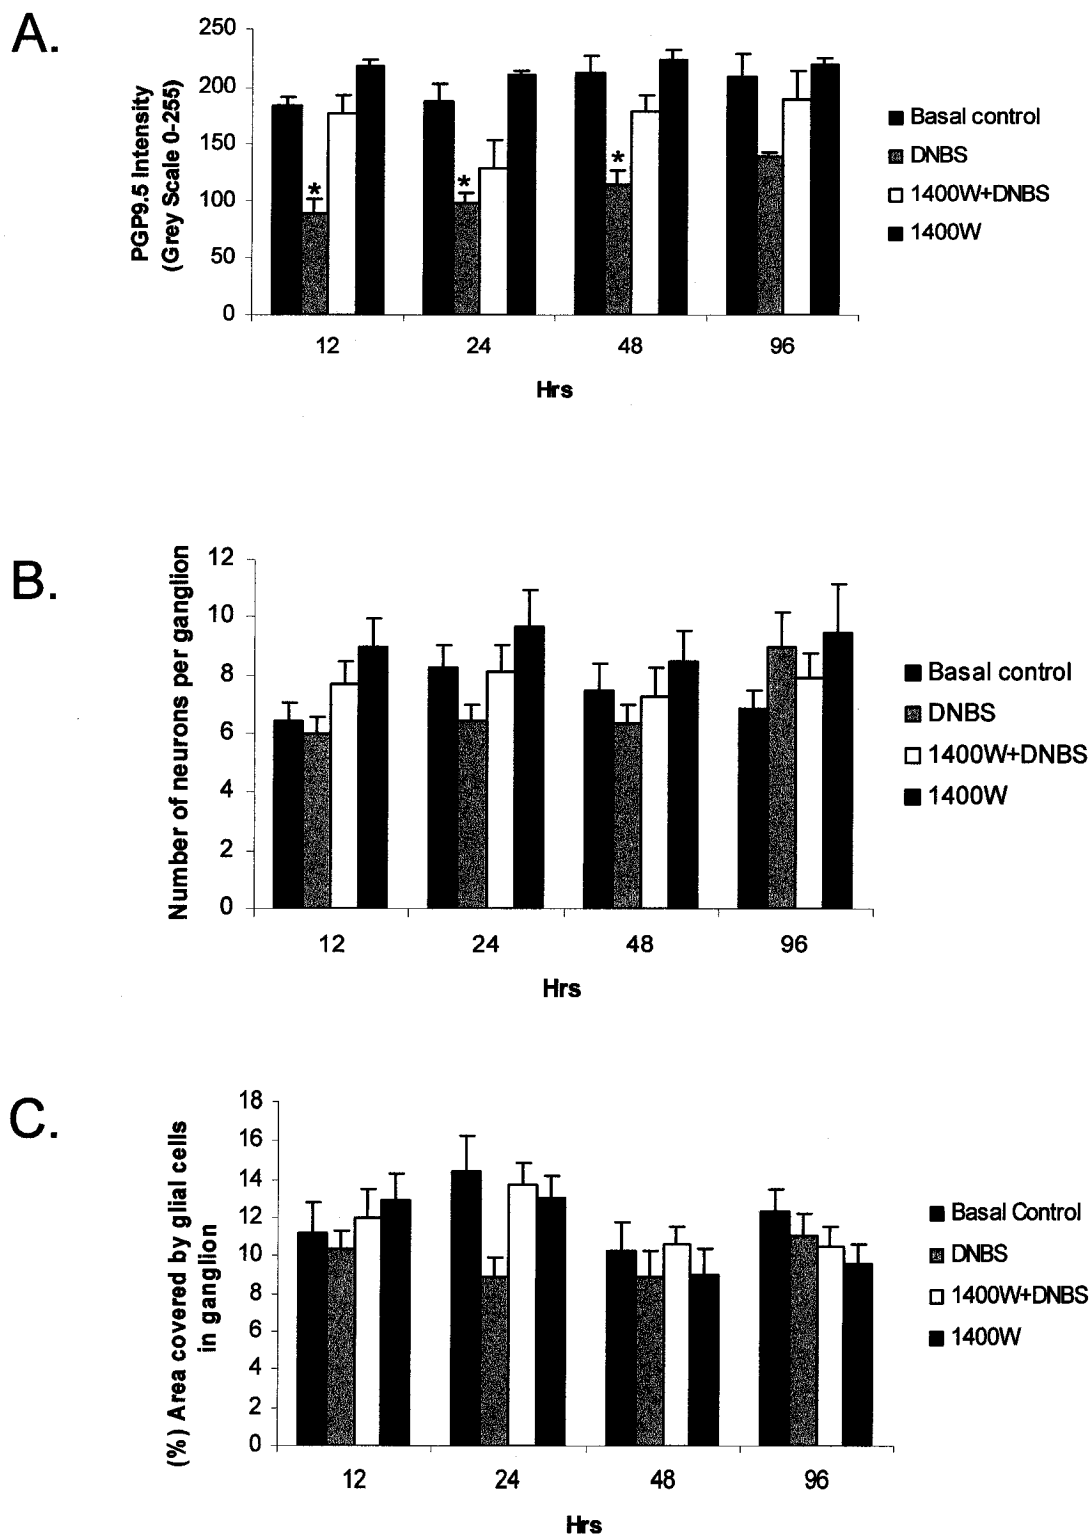 A.
PGP9.5 Intensity
(Grey Scale 0-255)
250
200
150
100
50
0
*
*
*
12 24 48 96
Hrs
Basal control
DNBS
1400W+DNBS
1400W
B.
Number of neurons per ganglion
12
10
8
6
4
2
0
12 24 48 96
Hrs
Basal control
DNBS
1400W+DNBS
1400W
C.
(%) Area covered by glial cells
in ganglion
18
16
14
12
10
8
6
4
2
0
12 24 48 96
Hrs
Basal Control
DNBS
1400W+DNBS
1400W